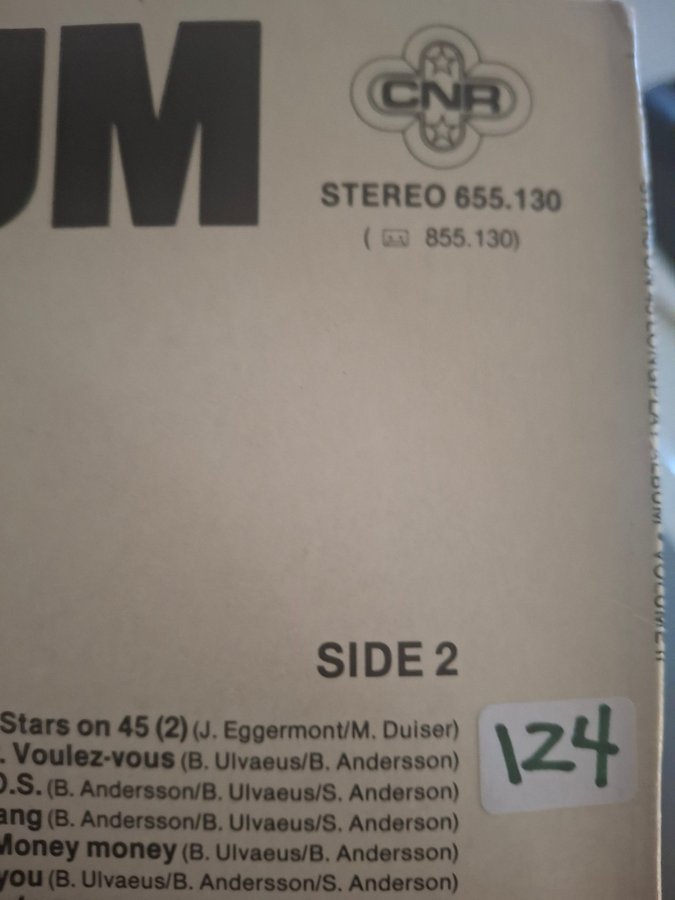 UM
CNR
STEREO 655.130
( 855.130)
SIDE 2
Stars on 45 (2) (J. Eggermont/M. Duiser)
. Voulez-vous (B. Ulvaeus/B. Andersson)
O.S. (B. Andersson/B. Ulvaeus/S. Anderson)
ang (B. Andersson/B. Ulvaeus/S. Anderson)
Money money (B. Ulvaeus/B. Andersson)
you (B. Ulvaeus/B. Andersson/S. Anderson)
124